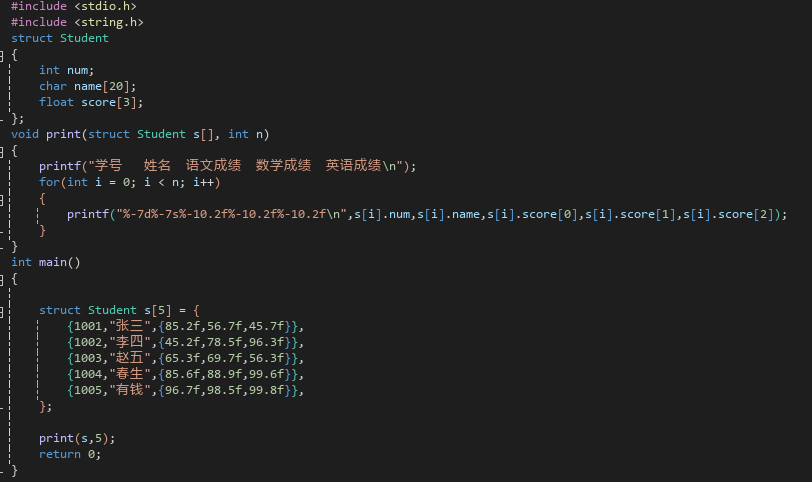 #include <stdio.h>
#include <string.h>
struct Student
{
    int num;
    char name[20];
    float score[3];
};
void print(struct Student s[], int n)
{
    printf("学号   姓名  语文成绩  数学成绩  英语成绩\n");
    for(int i = 0; i < n; i++)
    {
        printf("%-7d%-7s%-10.2f%-10.2f%-10.2f\n",s[i].num,s[i].name,s[i].score[0],s[i].score[1],s[i].score[2]);
    }
}
int main()
{

    struct Student s[5] = {
        {1001,"张三",{85.2f,56.7f,45.7f}},
        {1002,"李四",{45.2f,78.5f,96.3f}},
        {1003,"赵五",{65.3f,69.7f,56.3f}},
        {1004,"春生",{85.6f,88.9f,99.6f}},
        {1005,"有钱",{96.7f,98.5f,99.8f}},
    };

    print(s,5);
    return 0;
}